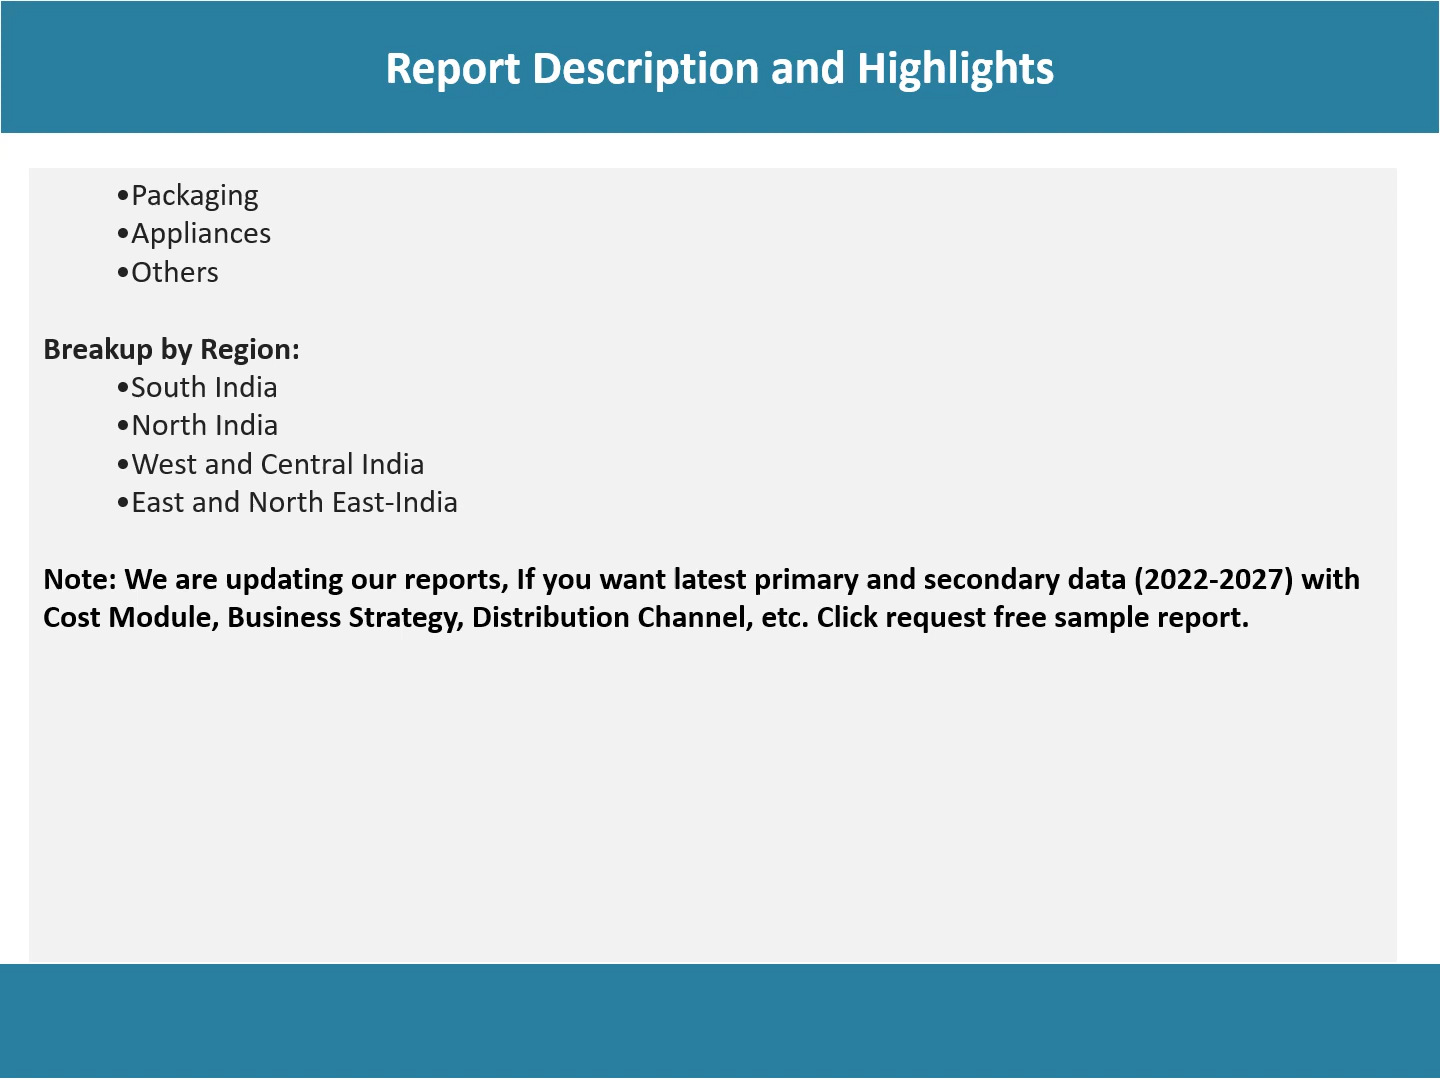 Report Description and Highlights
•Packaging
•Appliances
•Others
Breakup by Region:
•South India
•North India
•West and Central India
•East and North East-India
Note: We are updating our reports, If you want latest primary and secondary data (2022-2027) with
Cost Module, Business Strategy, Distribution Channel, etc. Click request free sample report.